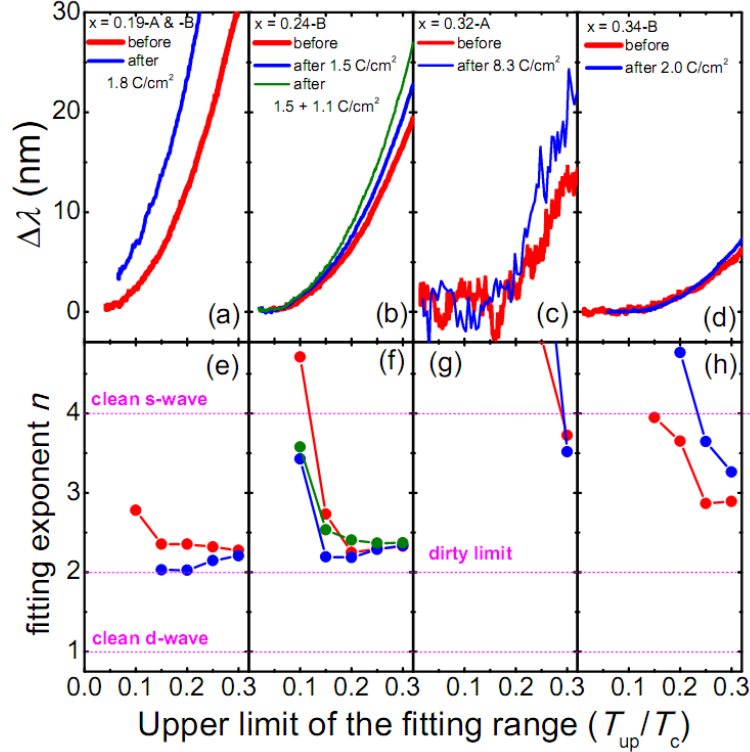 30
20
10
0
Δλ (nm)
x = 0.19-A & -B
before
after
1.8 C/cm²
(a)
x = 0.24-B
before
after 1.5 C/cm²
after
1.5 + 1.1 C/cm²
(b)
x = 0.32-A
before
after 8.3 C/cm²
(c)
x = 0.34-B
before
after 2.0 C/cm²
(d)
(e)
(f)
(g)
(h)
clean s-wave
dirty limit
clean d-wave
4
3
2
1
fitting exponent n
0.0 0.1 0.2 0.3 0.1 0.2 0.3 0.1 0.2 0.3 0.1 0.2 0.3
Upper limit of the fitting range (Tup/Tc)